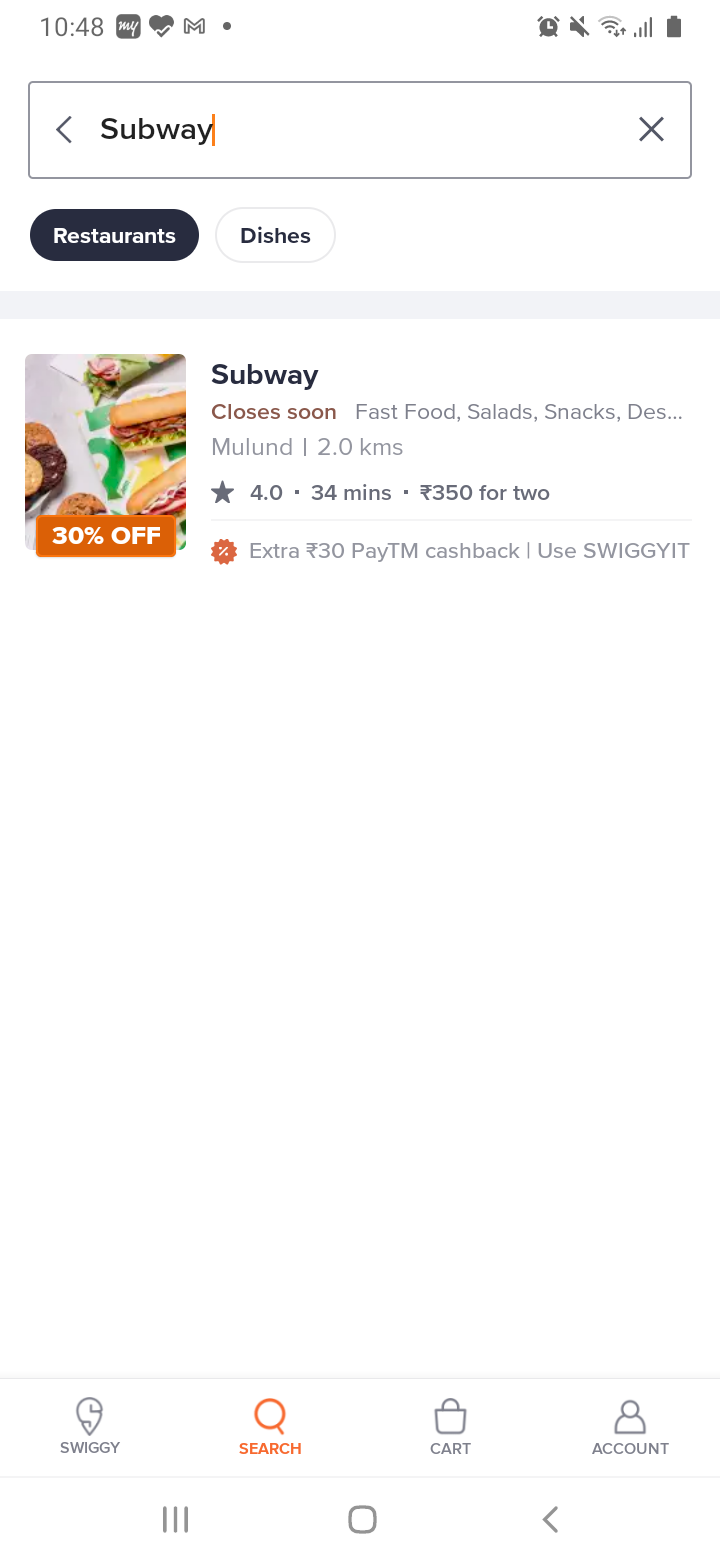 10:48 my
Subway
Restaurants Dishes
Subway
Closes soon Fast Food, Salads, Snacks, Des...
Mulund | 2.0 kms
4.0 · 34 mins · ₹350 for two
30% OFF
Extra ₹30 PayTM cashback | Use SWIGGYIT
SWIGGY SEARCH CART ACCOUNT